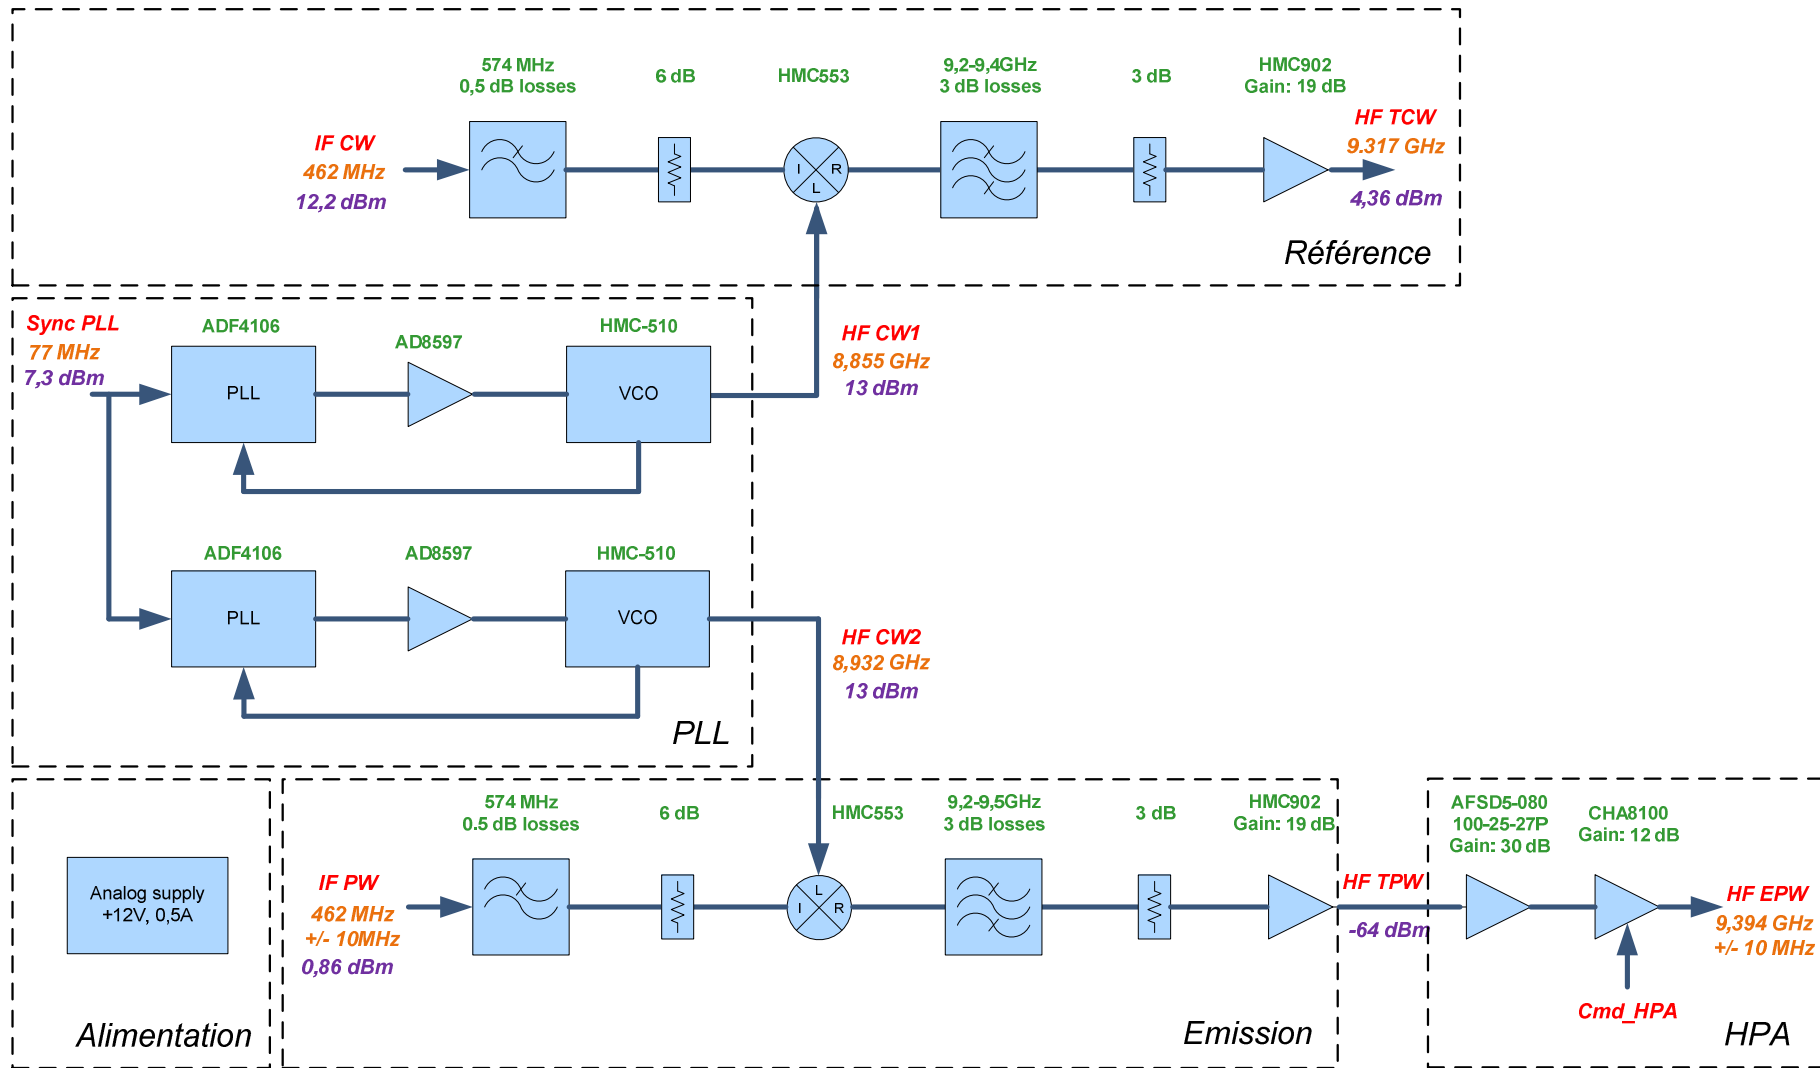 574 MHz
0,5 dB losses
6 dB
HMC553
9,2-9,4GHz
3 dB losses
3 dB
HMC902
Gain: 19 dB
IF CW
462 MHz
12,2 dBm
I
R
L
HF TCW
9.317 GHz
4,36 dBm
Référence
Sync PLL
77 MHz
7,3 dBm
ADF4106
AD8597
HMC-510
PLL
VCO
HF CW1
8,855 GHz
13 dBm
ADF4106
AD8597
HMC-510
PLL
VCO
HF CW2
8,932 GHz
13 dBm
PLL
Analog supply
+12V, 0,5A
Alimentation
574 MHz
0.5 dB losses
6 dB
HMC553
9,2-9,5GHz
3 dB losses
3 dB
HMC902
Gain: 19 dB
IF PW
462 MHz
+/- 10MHz
0,86 dBm
L
I
R
HF TPW
-64 dBm
Emission
AFSD5-080
100-25-27P
Gain: 30 dB
CHA8100
Gain: 12 dB
HF EPW
9,394 GHz
+/- 10 MHz
Cmd_HPA
HPA